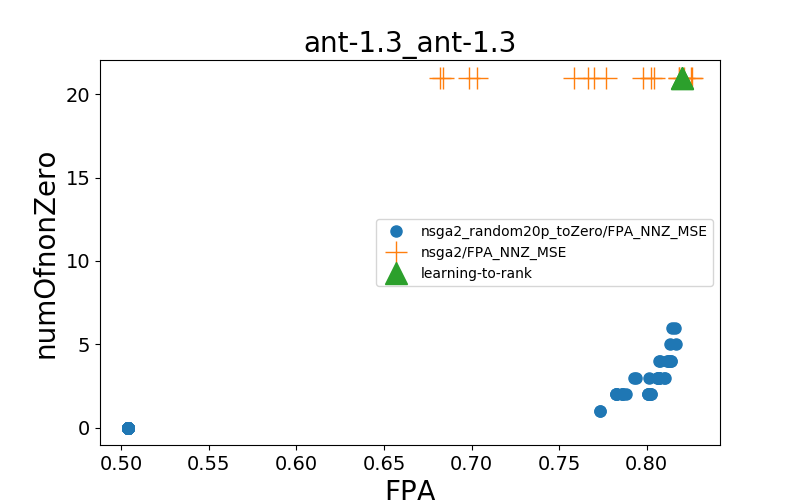 ant-1.3_ant-1.3
numOfnonZero
20
15
10
5
0
nsga2_random20p_toZero/FPA_NNZ_MSE
nsga2/FPA_NNZ_MSE
learning-to-rank
0.50 0.55 0.60 0.65 0.70 0.75 0.80
FPA